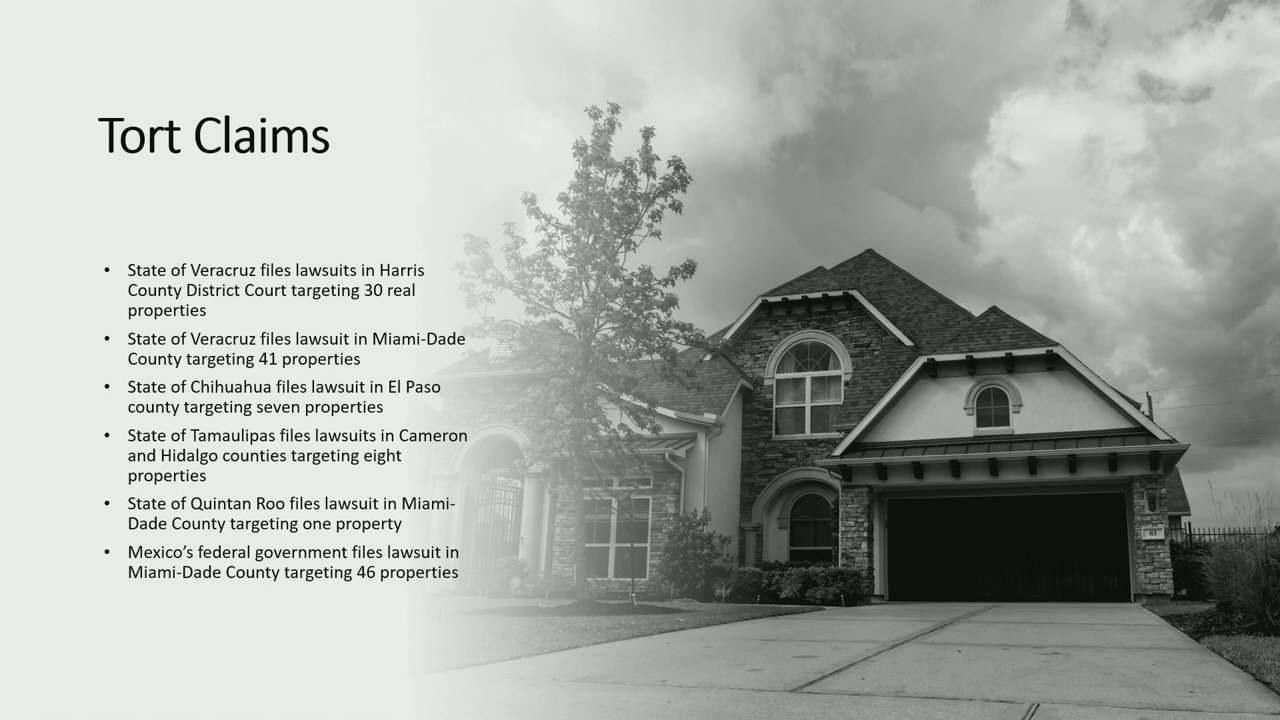 Tort Claims
• State of Veracruz files lawsuits in Harris
County District Court targeting 30 real
properties
• State of Veracruz files lawsuit in Miami-Dade
County targeting 41 properties
• State of Chihuahua files lawsuit in El Paso
county targeting seven properties
• State of Tamaulipas files lawsuits in Cameron
and Hidalgo counties targeting eight
properties
• State of Quintan Roo files lawsuit in Miami-
Dade County targeting one property
• Mexico’s federal government files lawsuit in
Miami-Dade County targeting 46 properties